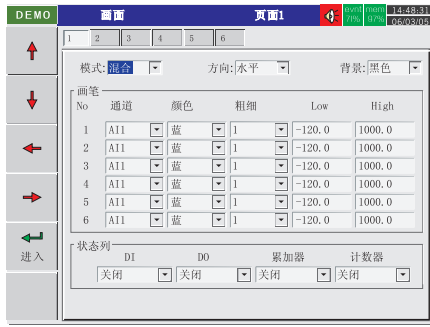 DEMO 画面 页面1 evnt mem 14:48:31
71% 97% 06/03/05
1 2 3 4 5 6
模式:混合 方向:水平 背景:黑色
画笔
No 通道 颜色 粗细 Low High
1 AI1 蓝 1 -120.0 1000.0
2 AI1 蓝 1 -120.0 1000.0
3 AI1 蓝 1 -120.0 1000.0
4 AI1 蓝 1 -120.0 1000.0
5 AI1 蓝 1 -120.0 1000.0
6 AI1 蓝 1 -120.0 1000.0
进入
状态列
DI DO 累加器 计数器
关闭 关闭 关闭 关闭